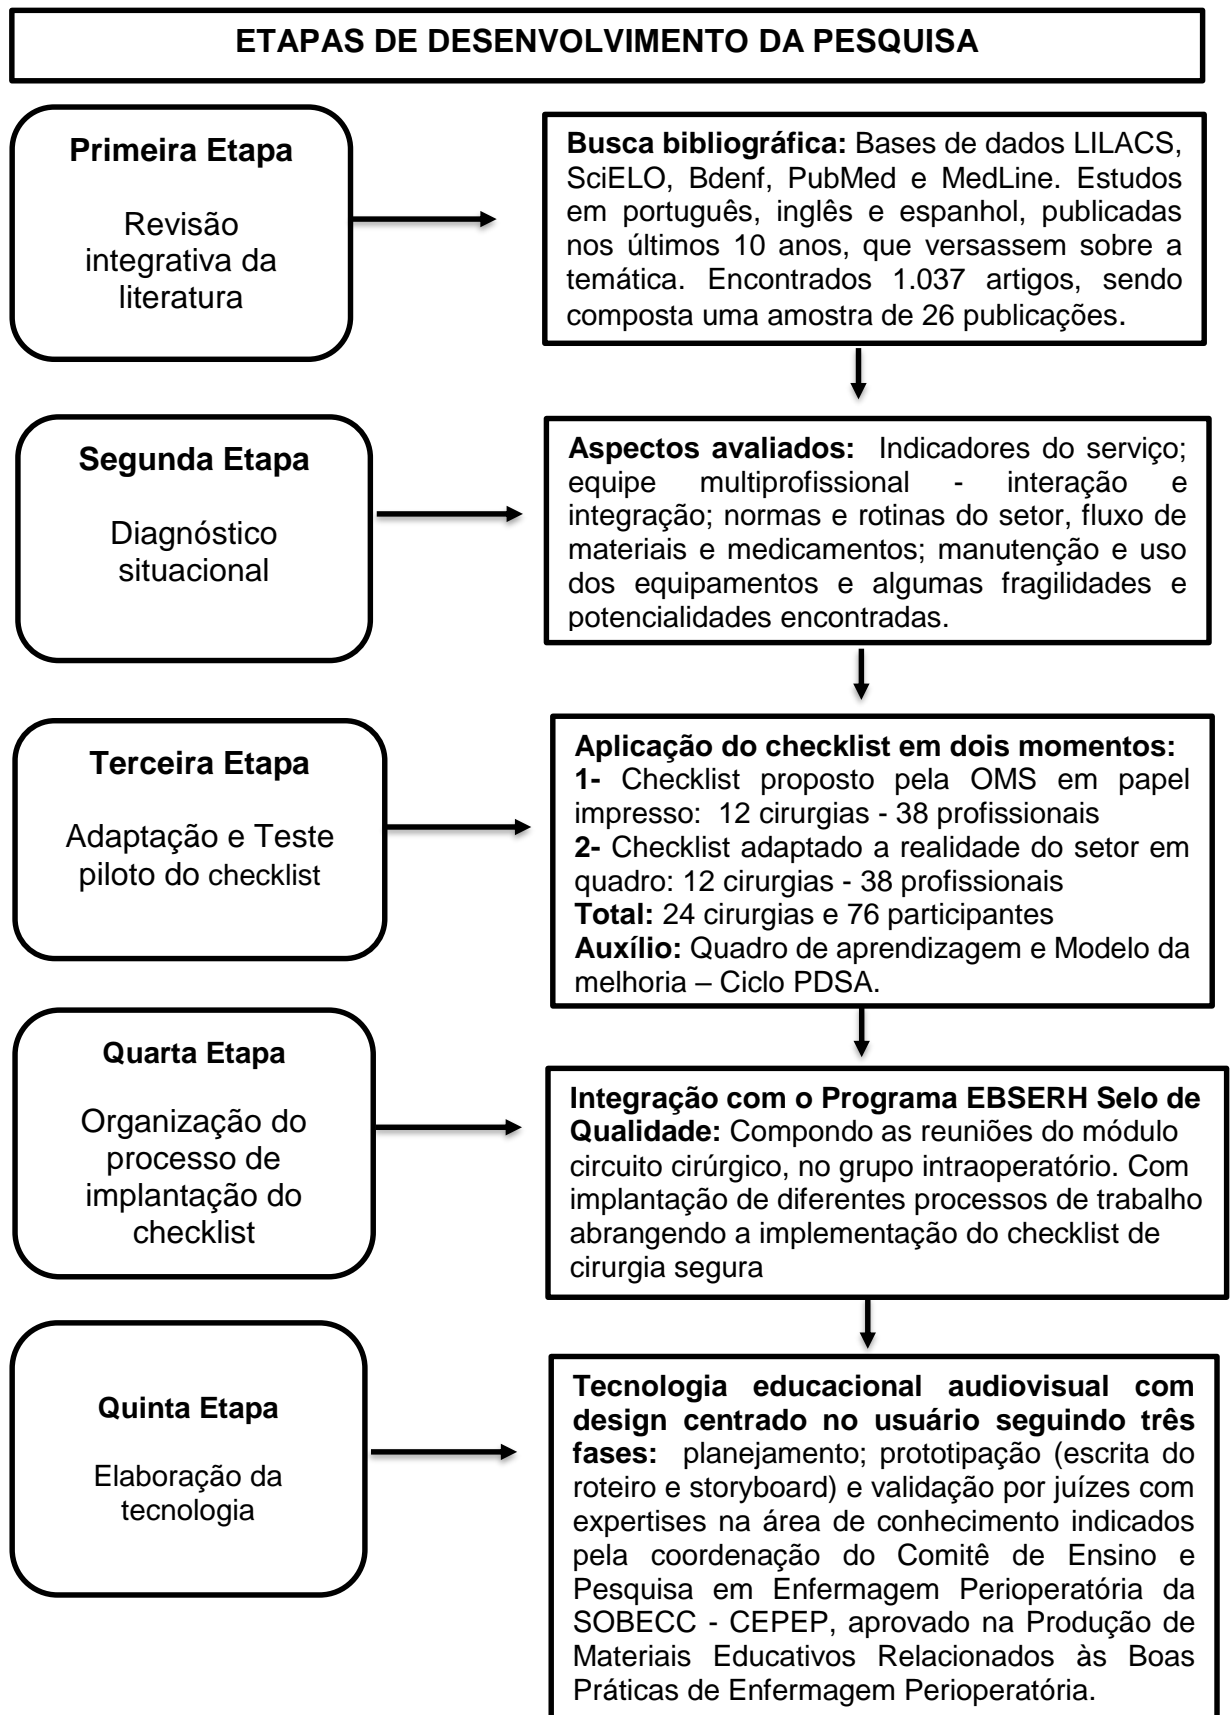 ETAPAS DE DESENVOLVIMENTO DA PESQUISA
Primeira Etapa
Revisão
integrativa da
literatura
Busca bibliográfica: Bases de dados LILACS,
SciELO, Bdenf, PubMed e MedLine. Estudos
em português, inglês e espanhol, publicadas
nos últimos 10 anos, que versassem sobre a
temática. Encontrados 1.037 artigos, sendo
composta uma amostra de 26 publicações.
Segunda Etapa
Diagnóstico
situacional
Aspectos avaliados: Indicadores do serviço;
equipe multiprofissional - interação e
integração; normas e rotinas do setor, fluxo de
materiais e medicamentos; manutenção e uso
dos equipamentos e algumas fragilidades e
potencialidades encontradas.
Terceira Etapa
Adaptação e Teste
piloto do checklist
Aplicação do checklist em dois momentos:
1- Checklist proposto pela OMS em papel
impresso: 12 cirurgias - 38 profissionais
2- Checklist adaptado a realidade do setor em
quadro: 12 cirurgias - 38 profissionais
Total: 24 cirurgias e 76 participantes
Auxílio: Quadro de aprendizagem e Modelo da
melhoria – Ciclo PDSA.
Quarta Etapa
Organização do
processo de
implantação do
checklist
Integração com o Programa EBSERH Selo de
Qualidade: Compondo as reuniões do módulo
circuito cirúrgico, no grupo intraoperatório. Com
implantação de diferentes processos de trabalho
abrangendo a implementação do checklist de
cirurgia segura
Quinta Etapa
Elaboração da
tecnologia
Tecnologia educacional audiovisual com
design centrado no usuário seguindo três
fases: planejamento; prototipação (escrita do
roteiro e storyboard) e validação por juízes com
expertises na área de conhecimento indicados
pela coordenação do Comitê de Ensino e
Pesquisa em Enfermagem Perioperatória da
SOBECC - CEPEP, aprovado na Produção de
Materiais Educativos Relacionados às Boas
Práticas de Enfermagem Perioperatória.